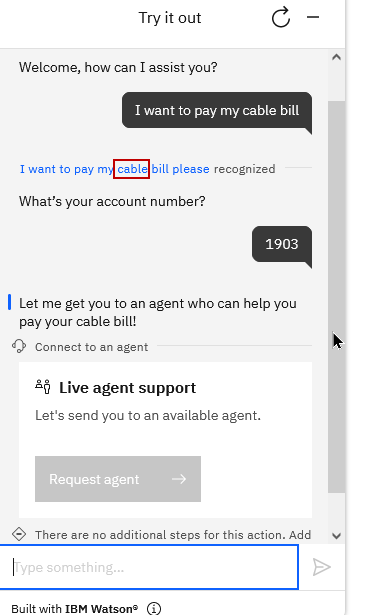 Try it out
Welcome, how can I assist you?
I want to pay my cable bill
I want to pay my cable bill please recognized
What's your account number?
1903
Let me get you to an agent who can help you
pay your cable bill!
Connect to an agent
Live agent support
Let's send you to an available agent.
Request agent
There are no additional steps for this action. Add
Type something...
Built with IBM Watson®